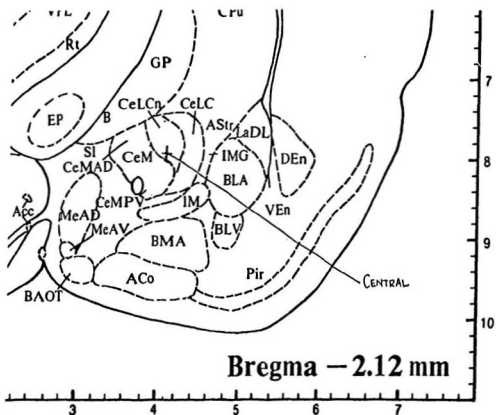 VPL CPu
Rt
GP
7
CeLCn CeLC
EP B AStr
LaDL
SI CeM IMG DEn 8
CeMAD
BLA
CeMPV IM VEn
Acc MeAD
MeAV BLV
BMA 9
Pir
ACo CENTRAL
BAOT
10
Bregma – 2.12 mm
3 4 5 6 7